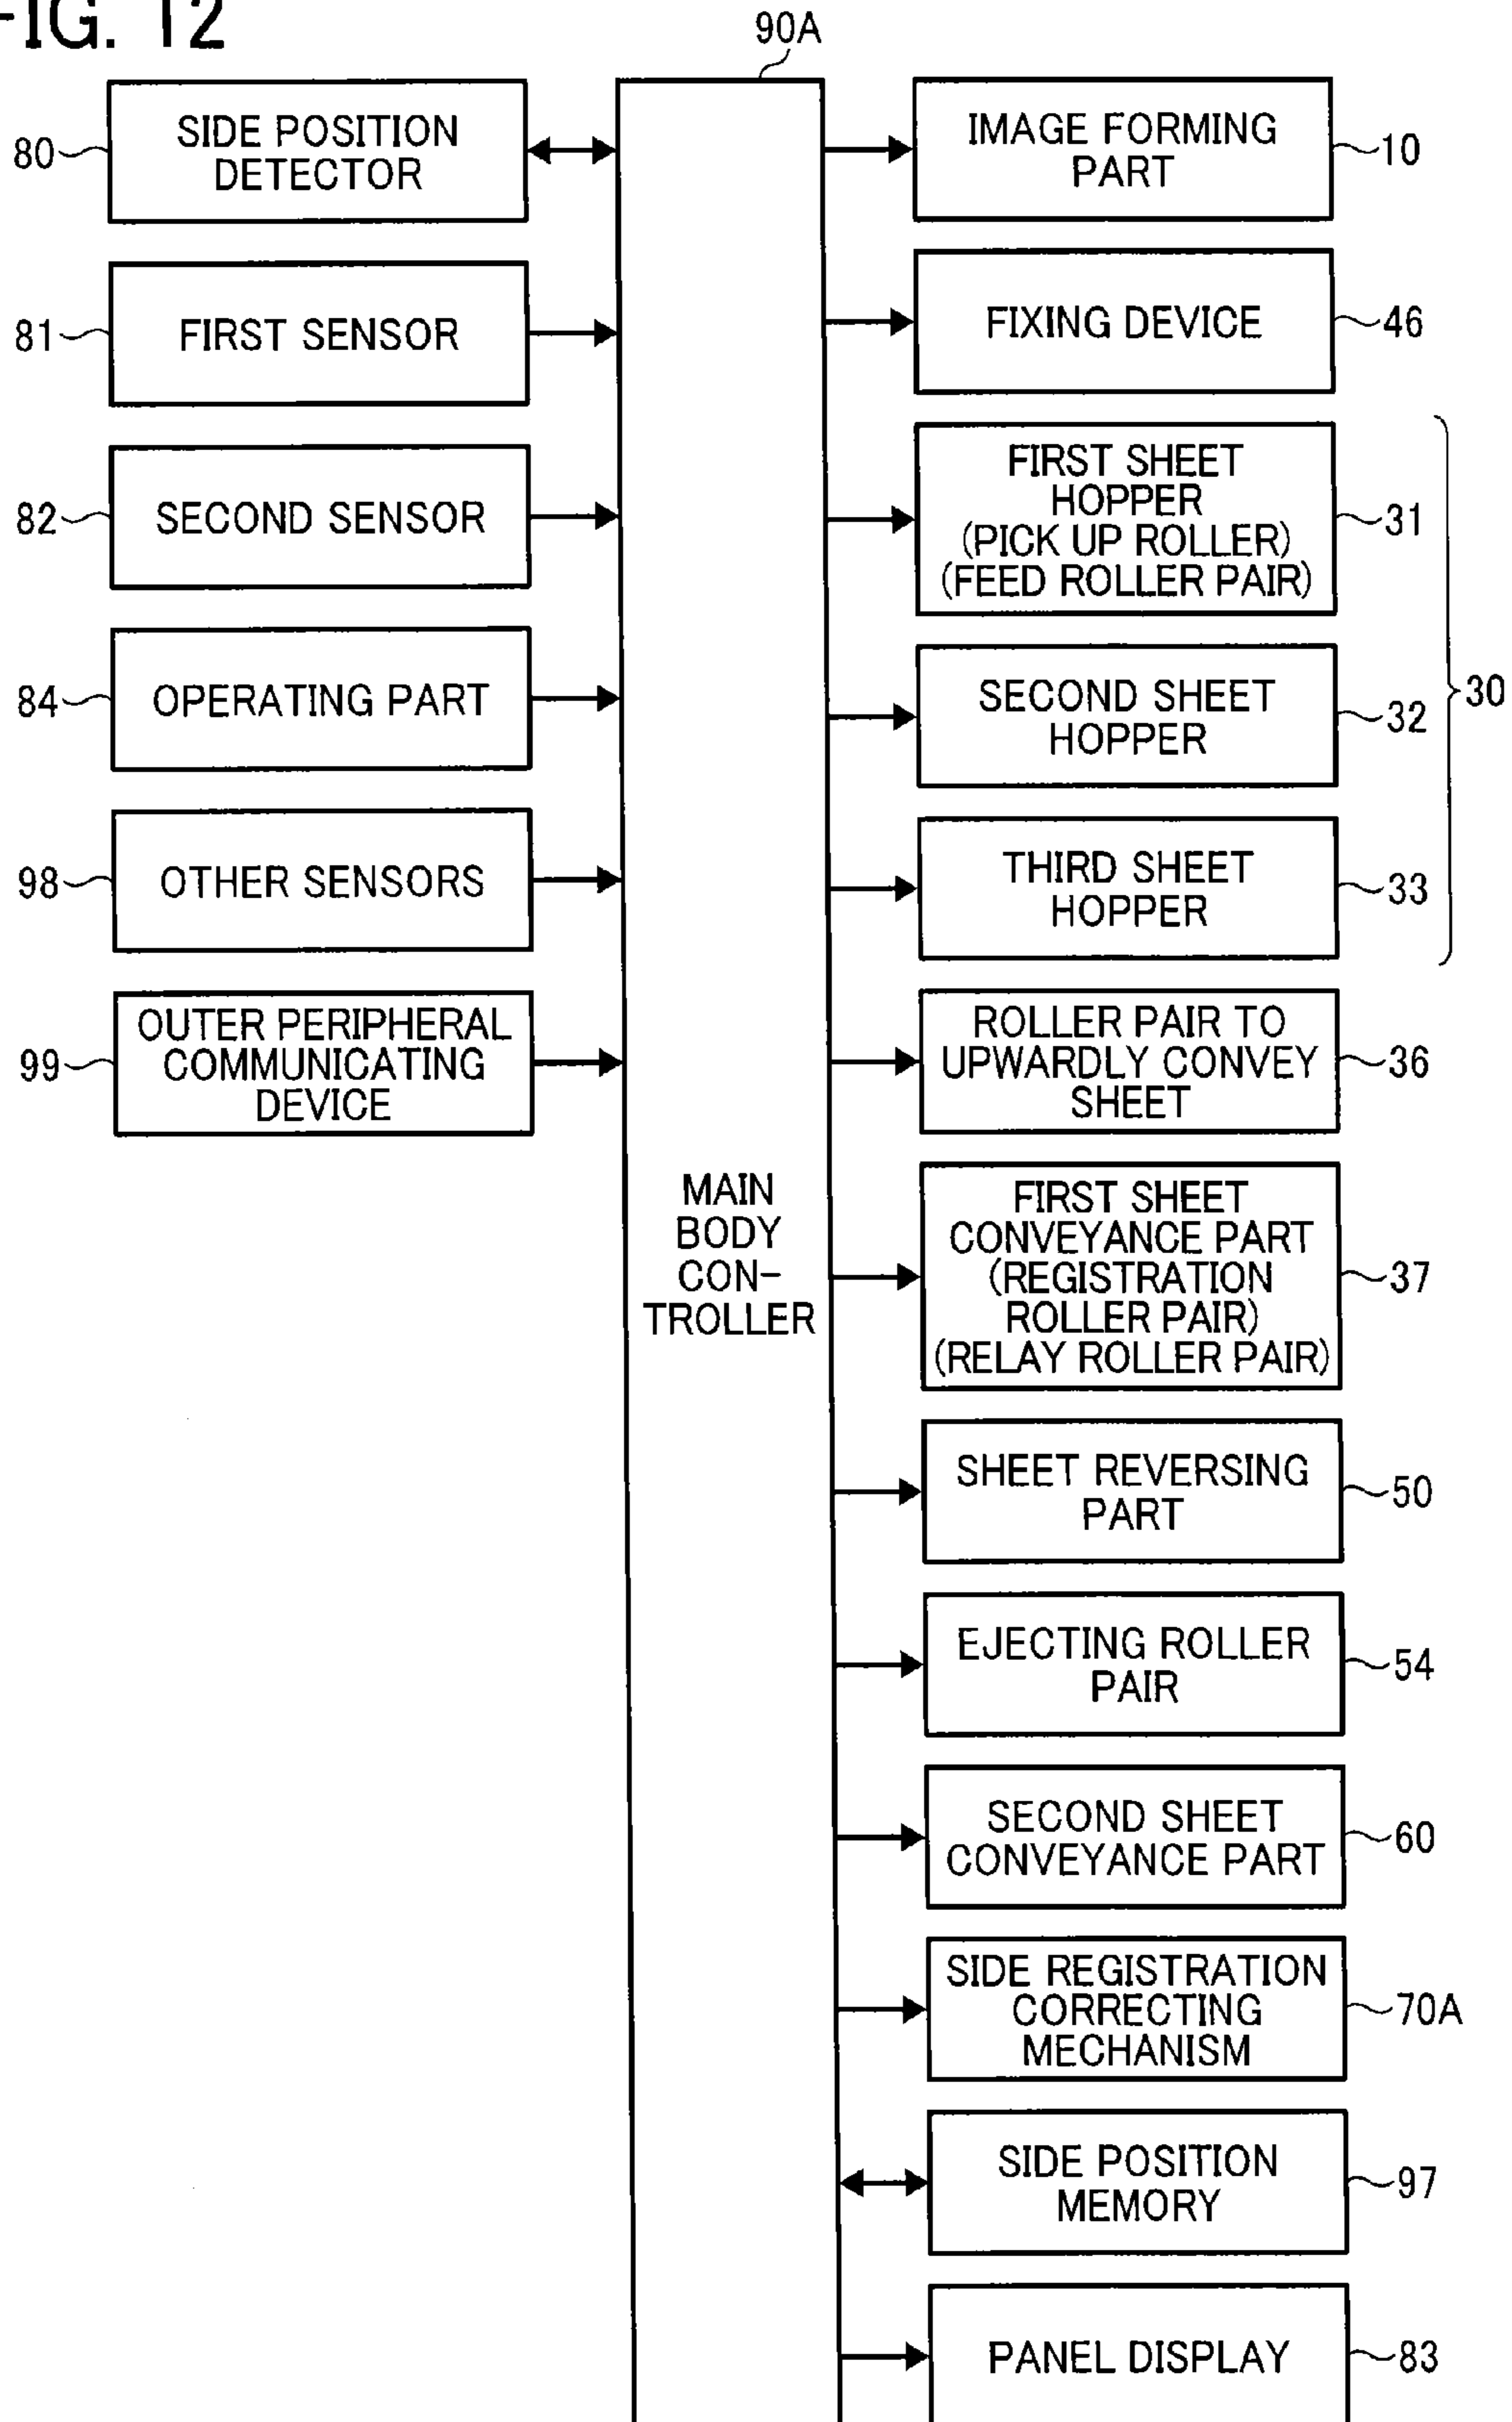 FIG. 12
90A
SIDE POSITION
DETECTOR
80
FIRST SENSOR
81
SECOND SENSOR
82
OPERATING PART
84
OTHER SENSORS
98
OUTER PERIPHERAL
COMMUNICATING
DEVICE
99
MAIN
BODY
CON-
TROLLER
IMAGE FORMING
PART
10
FIXING DEVICE
46
FIRST SHEET
HOPPER
(PICK UP ROLLER)
(FEED ROLLER PAIR)
31
SECOND SHEET
HOPPER
32
THIRD SHEET
HOPPER
33
30
ROLLER PAIR TO
UPWARDLY CONVEY
SHEET
36
FIRST SHEET
CONVEYANCE PART
(REGISTRATION
ROLLER PAIR)
(RELAY ROLLER PAIR)
37
SHEET REVERSING
PART
50
EJECTING ROLLER
PAIR
54
SECOND SHEET
CONVEYANCE PART
60
SIDE REGISTRATION
CORRECTING
MECHANISM
70A
SIDE POSITION
MEMORY
97
PANEL DISPLAY
83